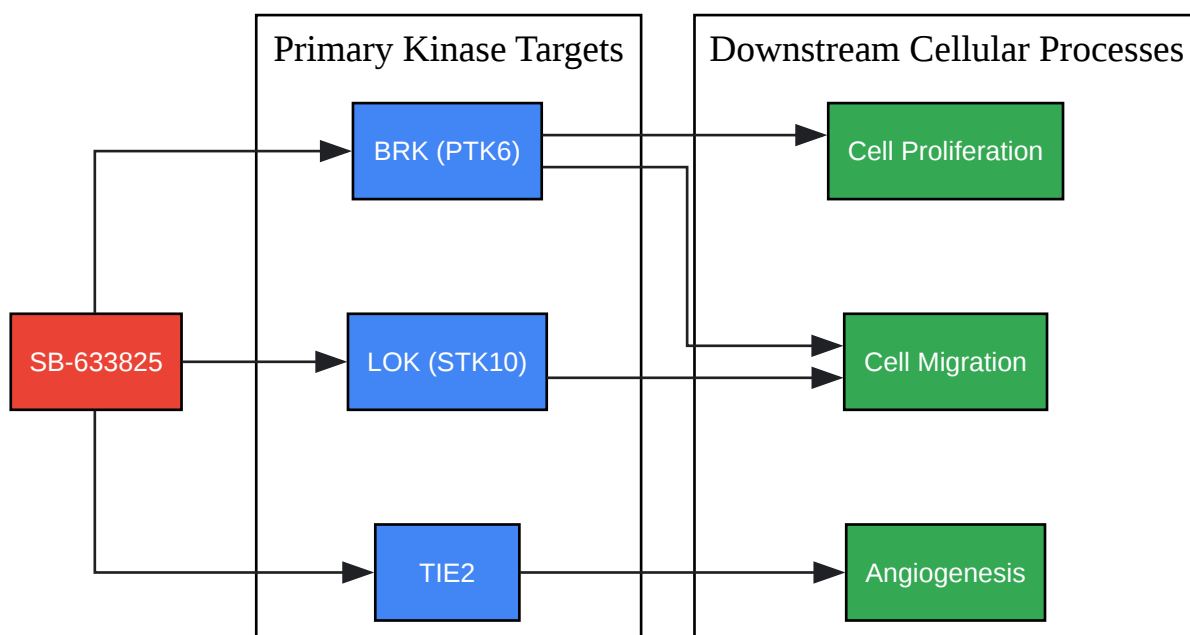 Primary Kinase Targets
Downstream Cellular Processes
BRK (PTK6)
Cell Proliferation
SB-633825
LOK (STK10)
Cell Migration
TIE2
Angiogenesis